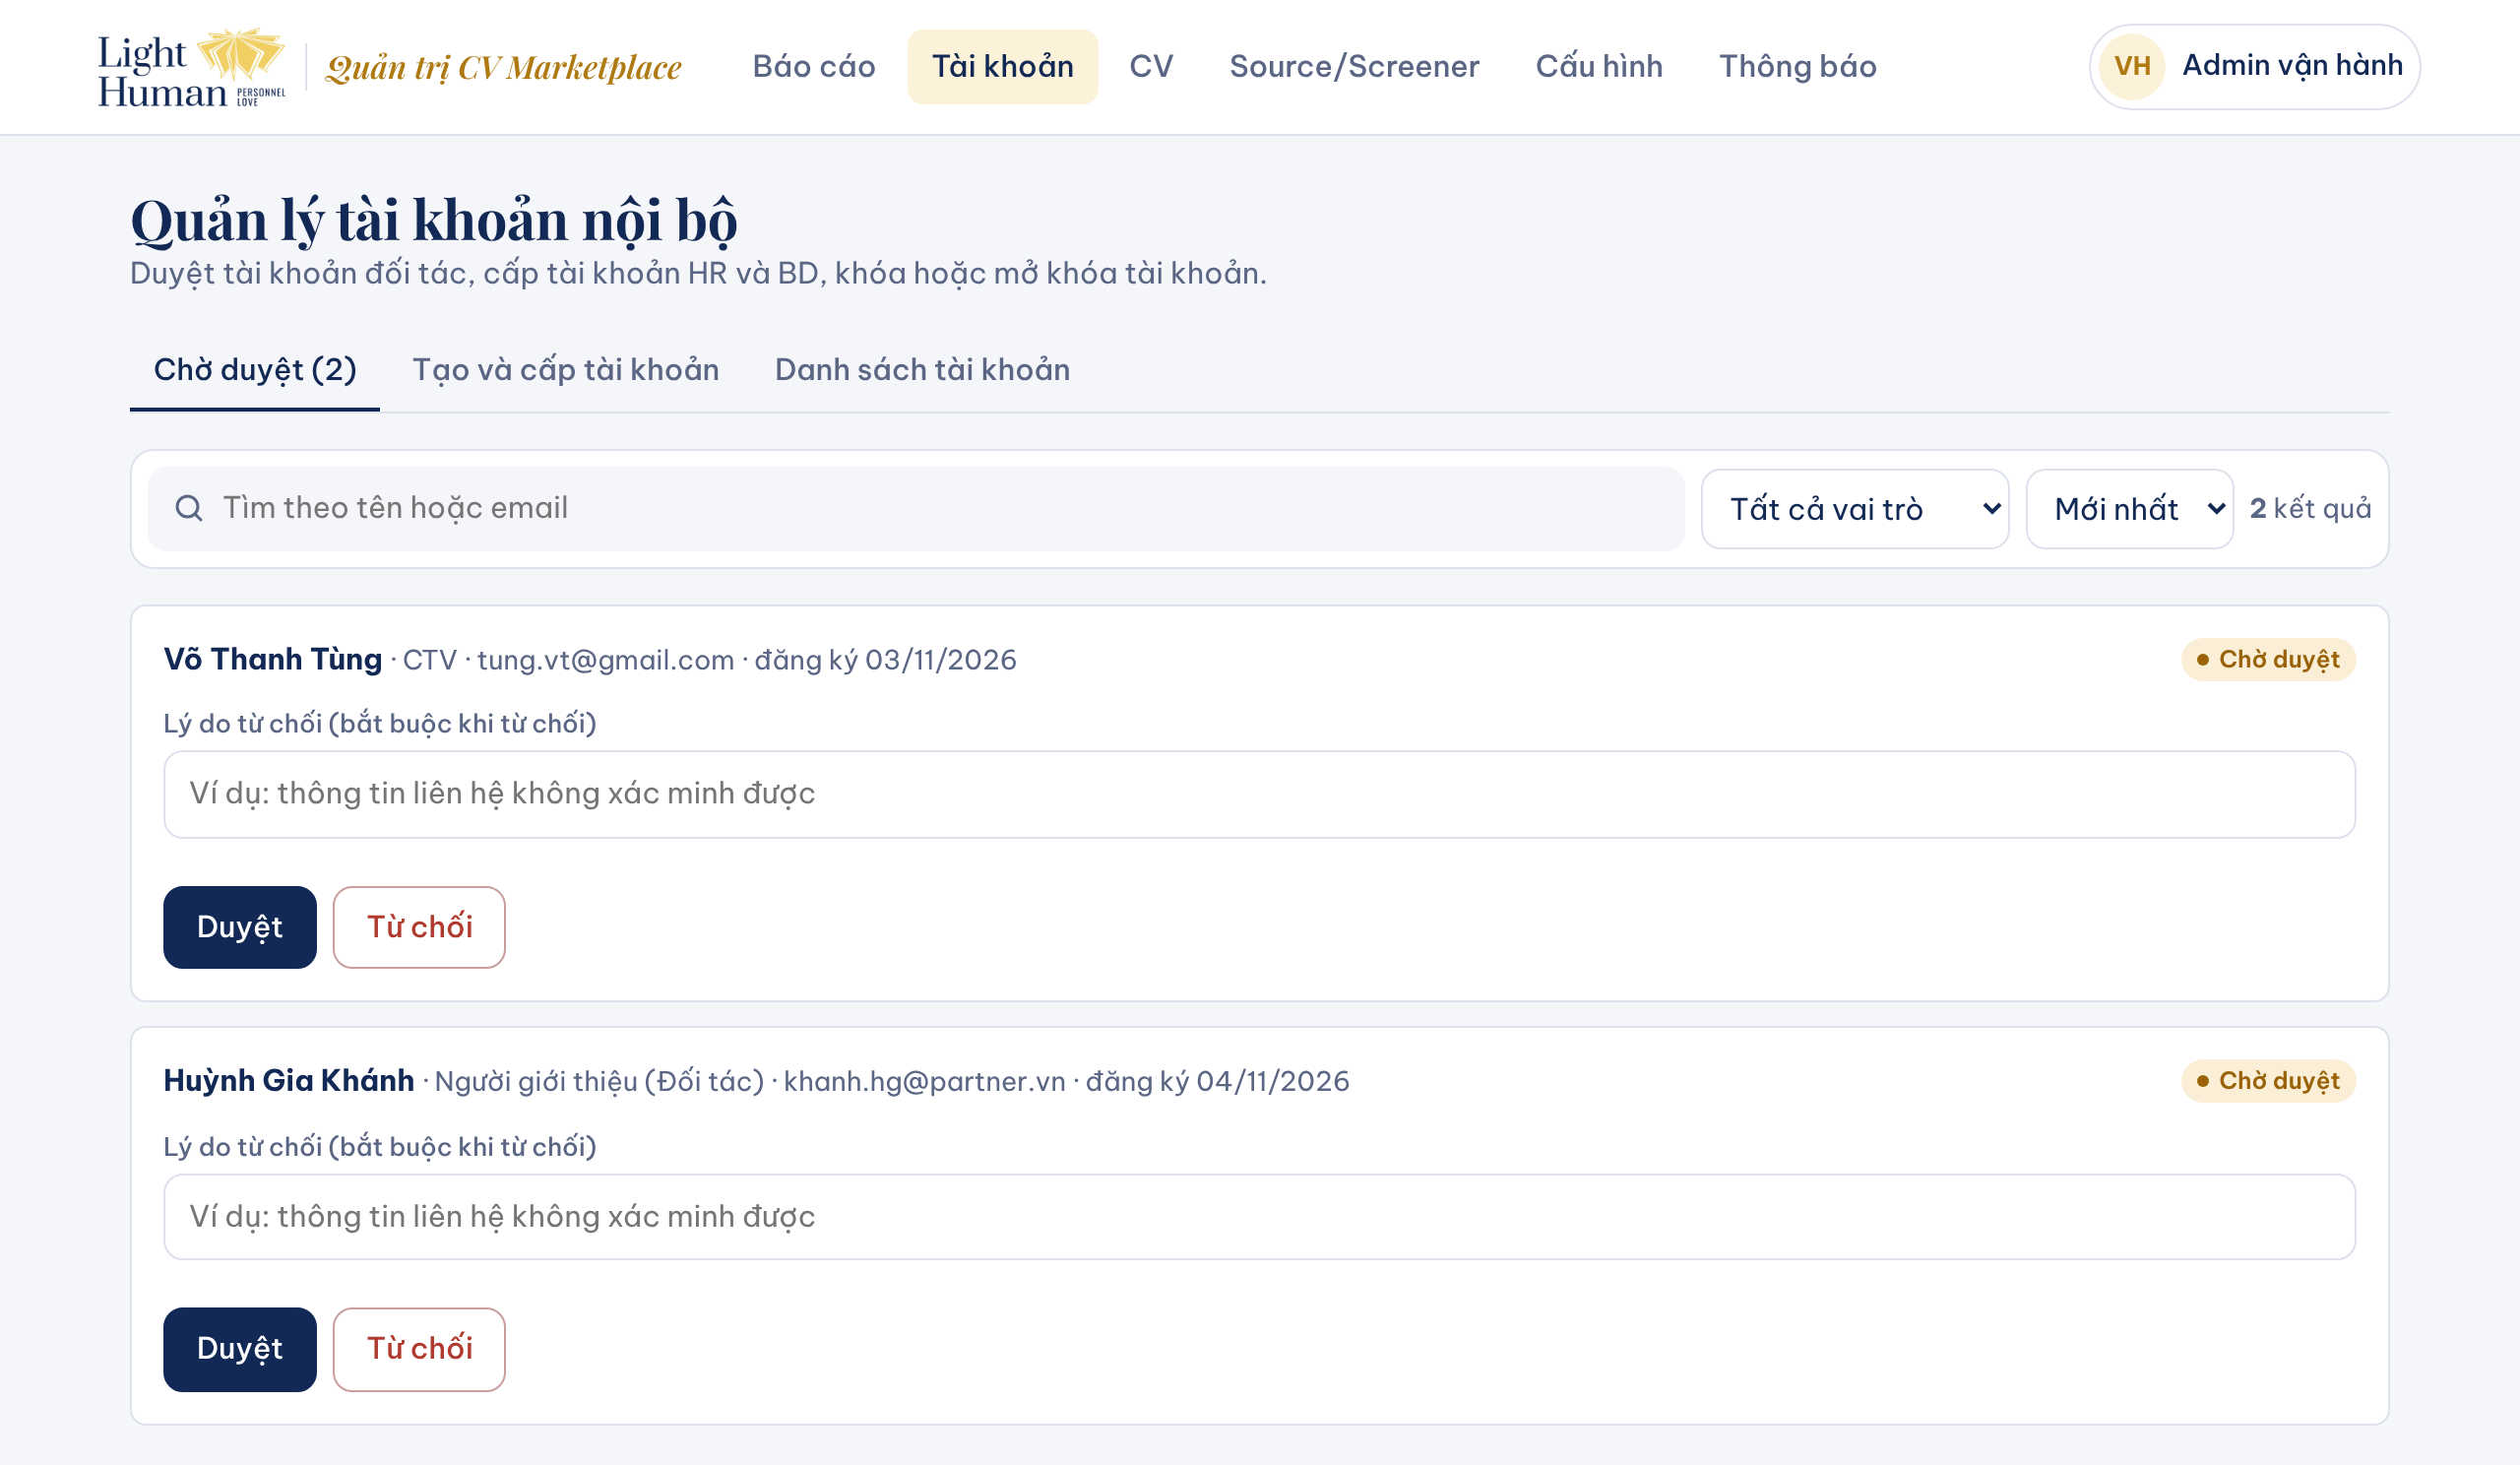 Light
Human
PERSONNEL
LOVE
Quản trị CV Marketplace
Báo cáo
Tài khoản
CV
Source/Screener
Cấu hình
Thông báo
VH
Admin vận hành
Quản lý tài khoản nội bộ
Duyệt tài khoản đối tác, cấp tài khoản HR và BD, khóa hoặc mở khóa tài khoản.
Chờ duyệt (2)
Tạo và cấp tài khoản
Danh sách tài khoản
Tìm theo tên hoặc email
Tất cả vai trò
Mới nhất
2 kết quả
Võ Thanh Tùng · CTV · tung.vt@gmail.com · đăng ký 03/11/2026
Chờ duyệt
Lý do từ chối (bắt buộc khi từ chối)
Ví dụ: thông tin liên hệ không xác minh được
Duyệt
Từ chối
Huỳnh Gia Khánh · Người giới thiệu (Đối tác) · khanh.hg@partner.vn · đăng ký 04/11/2026
Chờ duyệt
Lý do từ chối (bắt buộc khi từ chối)
Ví dụ: thông tin liên hệ không xác minh được
Duyệt
Từ chối